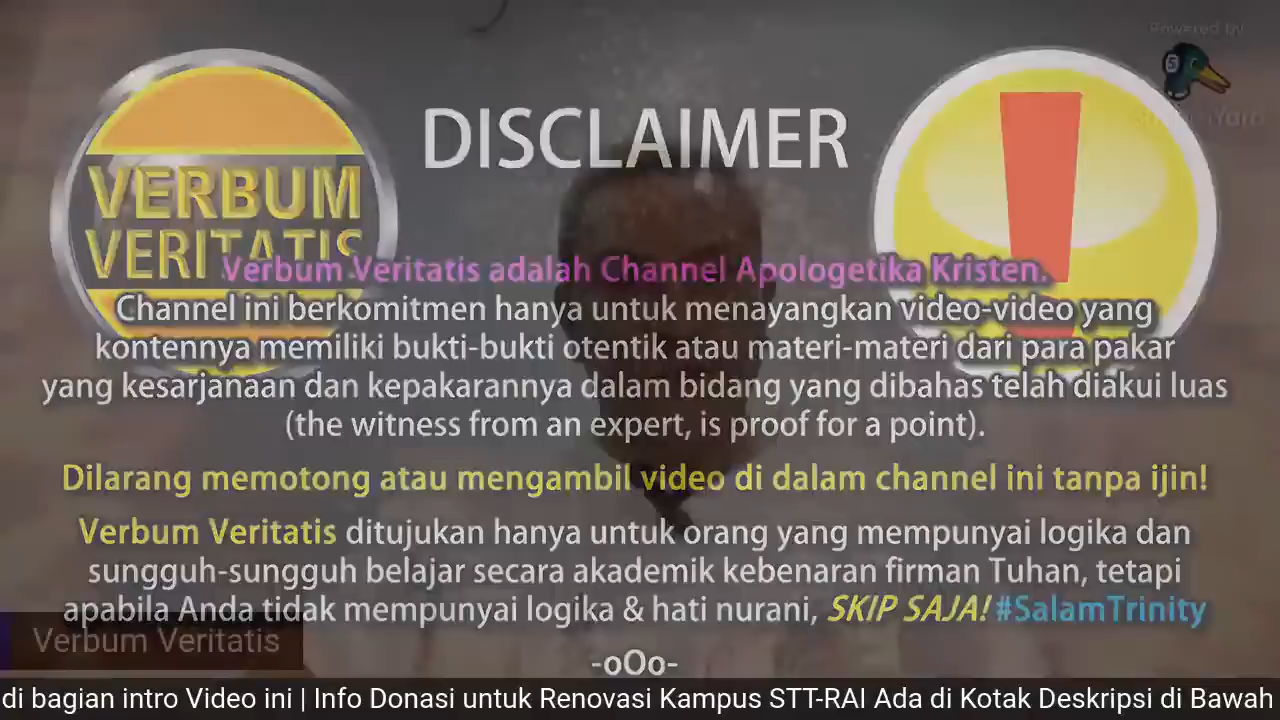 Powered by
DISCLAIMER
VERBUM
VERITATIS
Verbum Veritatis adalah Channel Apologetika Kristen.
Channel ini berkomitmen hanya untuk menayangkan video-video yang
kontennya memiliki bukti-bukti otentik atau materi-materi dari para pakar
yang kesarjanaan dan kepakarannya dalam bidang yang dibahas telah diakui luas
(the witness from an expert, is proof for a point).
Dilarang memotong atau mengambil video di dalam channel ini tanpa ijin!
Verbum Veritatis ditujukan hanya untuk orang yang mempunyai logika dan
sungguh-sungguh belajar secara akademik kebenaran firman Tuhan, tetapi
apabila Anda tidak mempunyai logika & hati nurani, SKIP SAJA! #SalamTrinity
Verbum Veritatis
-oOo-
di bagian intro Video ini | Info Donasi untuk Renovasi Kampus STT-RAI Ada di Kotak Deskripsi di Bawah